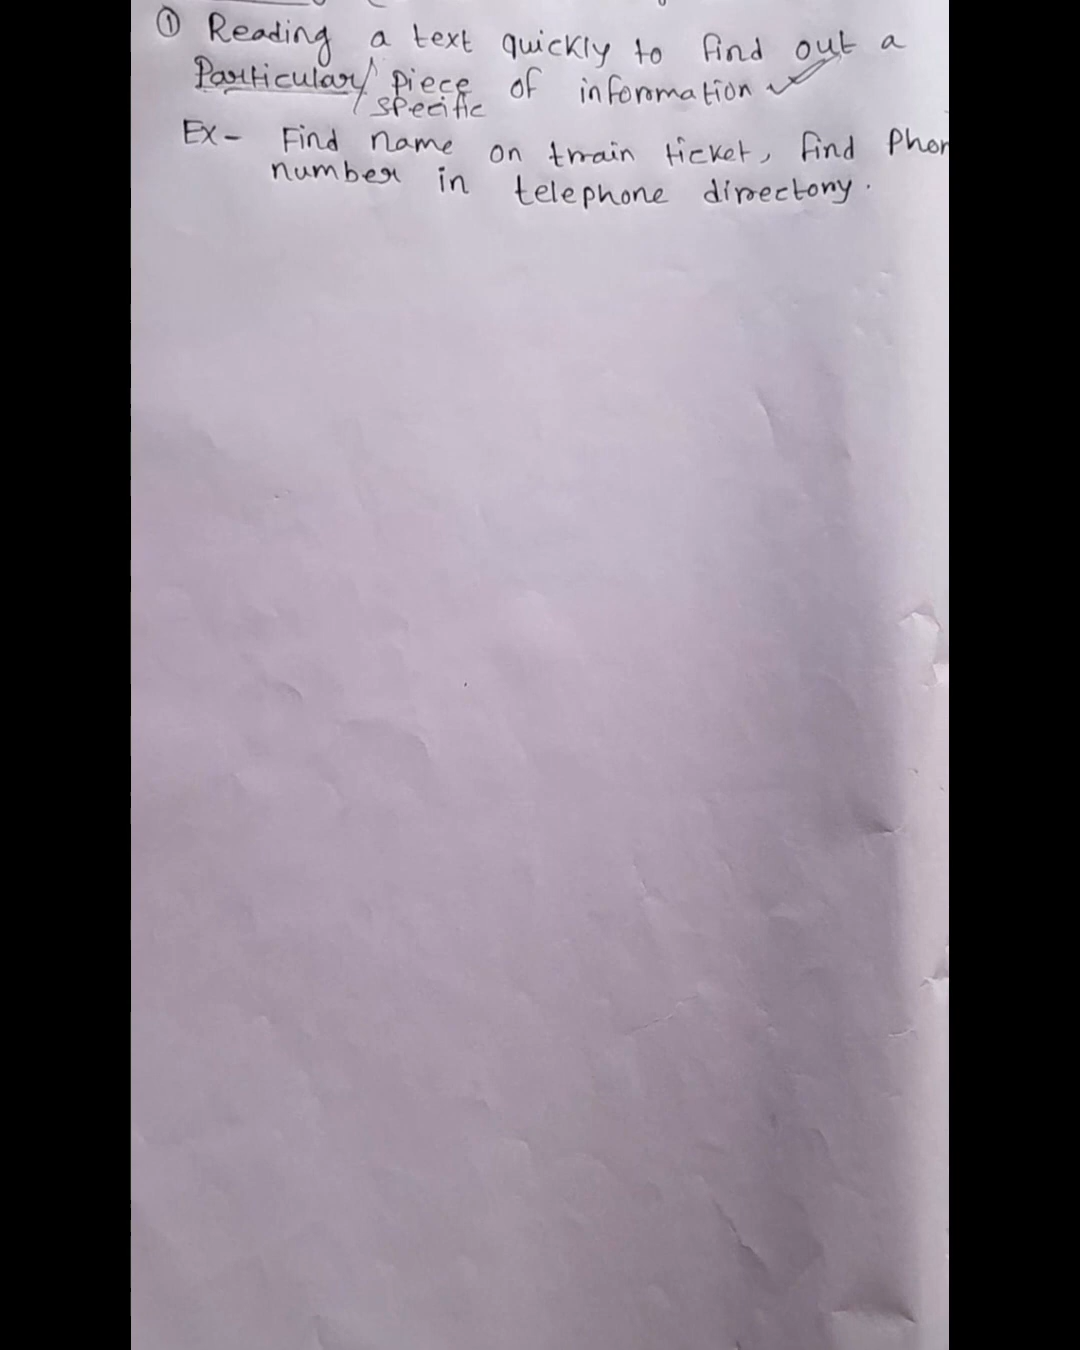 ① Reading a text quickly to find out a
Particular/ piece of information ✓
specific
Ex- Find name on train ticket, find Phon
number in telephone directory.